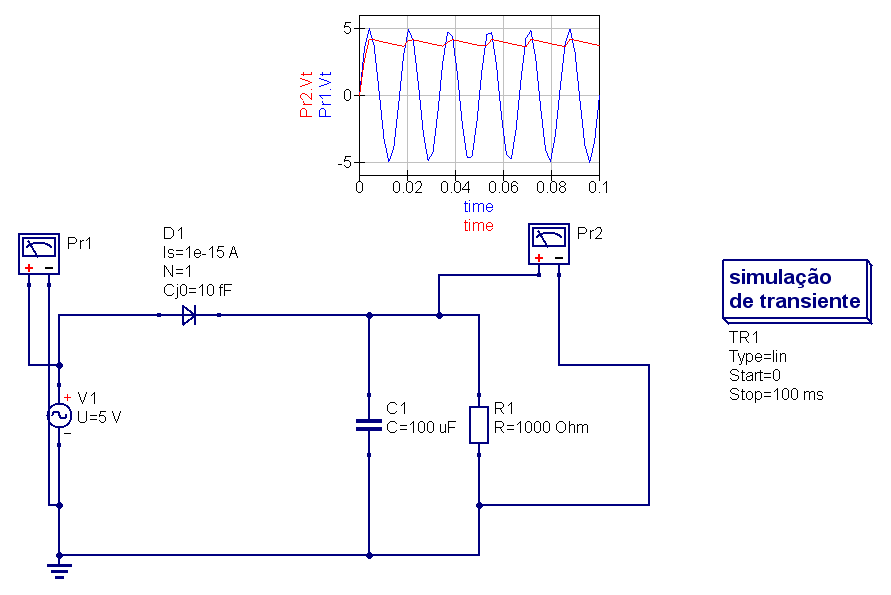 Pr2.Vt
Pr1.Vt
5
0
-5
0
0.02
0.04
0.06
0.08
0.1
time
time
Pr1
+ −
D1
Is=1e-15 A
N=1
Cj0=10 fF
Pr2
+ −
simulação
de transiente
TR1
Type=lin
Start=0
Stop=100 ms
+
V1
U=5 V
−
C1
C=100 uF
R1
R=1000 Ohm